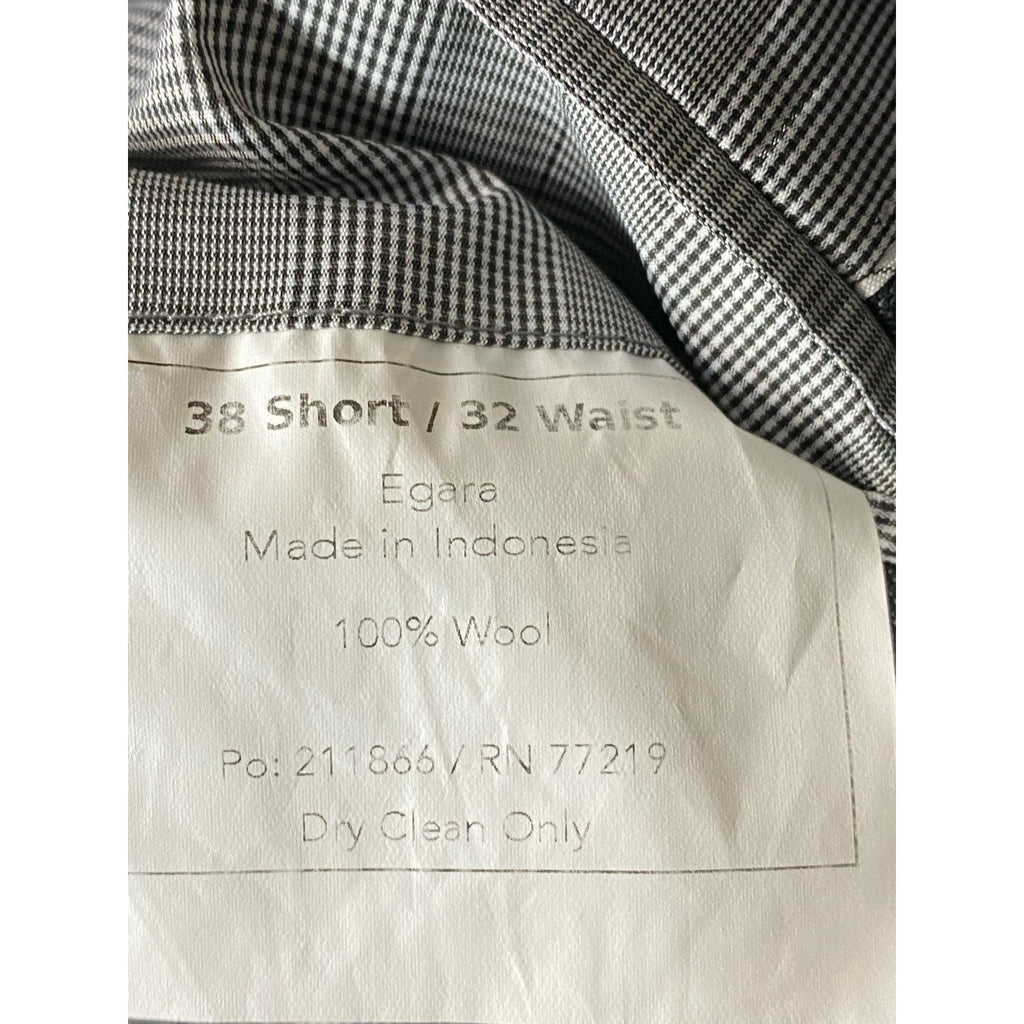 38 Short / 32 Waist
Egara
Made in Indonesia
100% Wool
Po: 211866 / RN 77219
Dry Clean Only